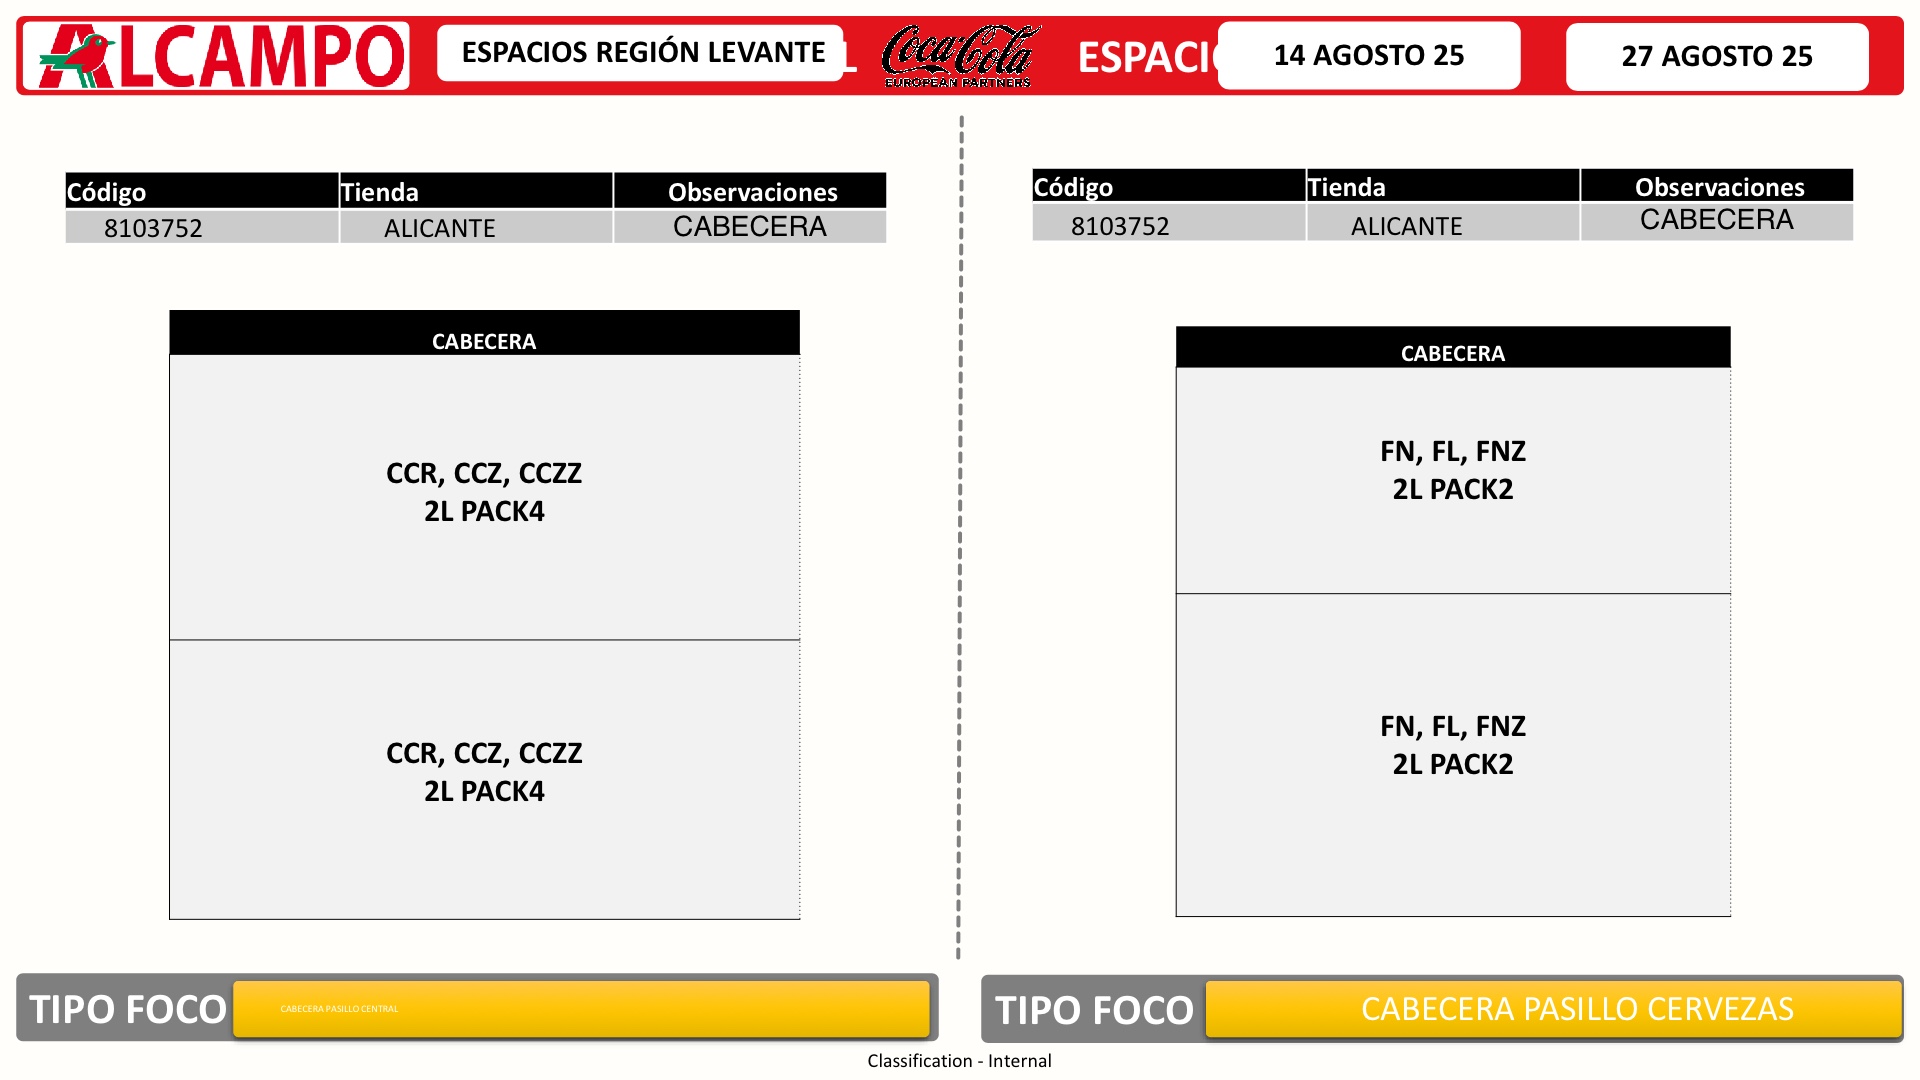 ALCAMPO
ESPACIOS REGIÓN LEVANTE
L
Coca-Cola
EUROPEAN PARTNERS
ESPACIO
14 AGOSTO 25
27 AGOSTO 25
Código Tienda Observaciones
8103752 ALICANTE CABECERA
CABECERA
CCR, CCZ, CCZZ
2L PACK4
CCR, CCZ, CCZZ
2L PACK4
TIPO FOCO
CABECERA PASILLO CENTRAL
Código Tienda Observaciones
8103752 ALICANTE CABECERA
CABECERA
FN, FL, FNZ
2L PACK2
FN, FL, FNZ
2L PACK2
TIPO FOCO
CABECERA PASILLO CERVEZAS
Classification - Internal